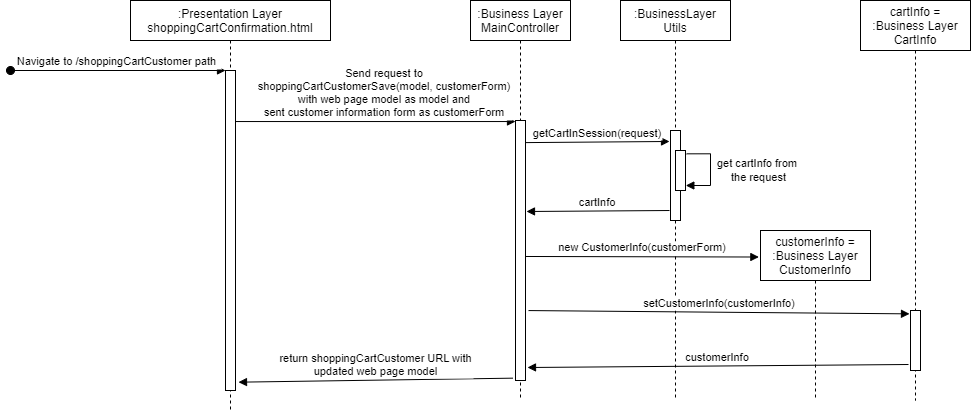 :Presentation Layer
shoppingCartConfirmation.html
:Business Layer
MainController
:BusinessLayer
Utils
cartInfo =
:Business Layer
CartInfo
Navigate to /shoppingCartCustomer path
Send request to
shoppingCartCustomerSave(model, customerForm)
with web page model as model and
sent customer information form as customerForm
getCartInSession(request)
get cartInfo from
the request
cartInfo
new CustomerInfo(customerForm)
customerInfo =
:Business Layer
CustomerInfo
setCustomerInfo(customerInfo)
customerInfo
return shoppingCartCustomer URL with
updated web page model